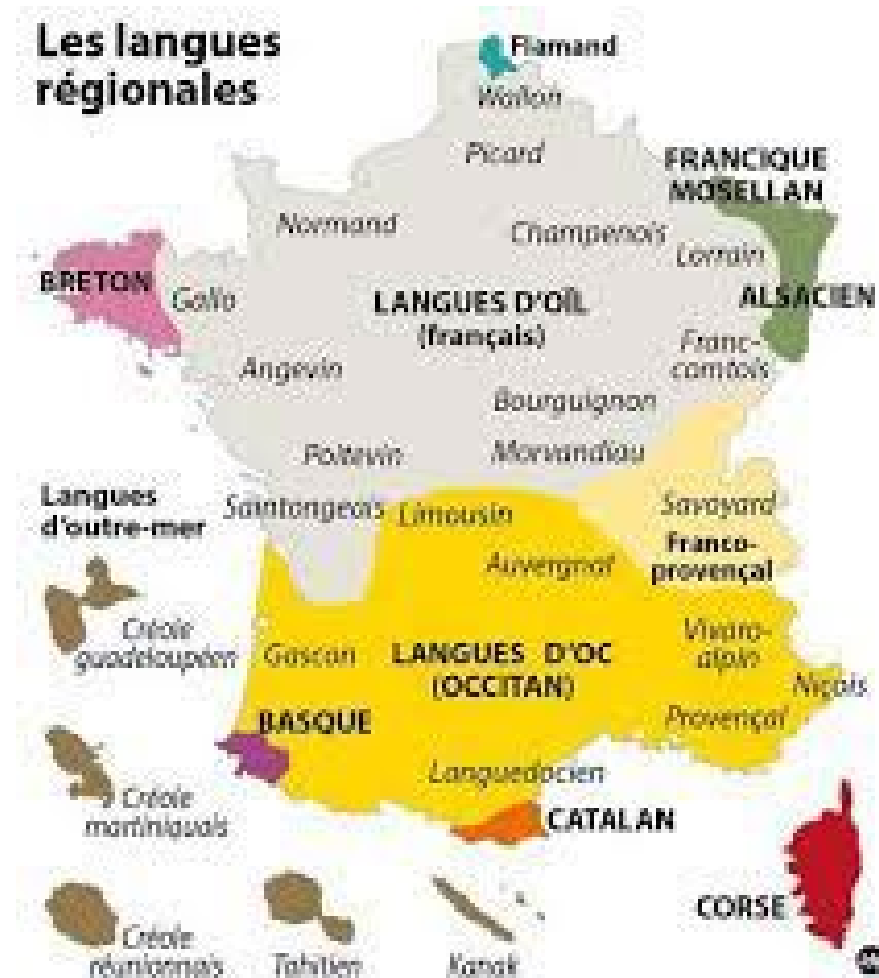 Les langues
régionales
Flamand
Wallon
Picard
FRANCIQUE
MOSELLAN
Normand
Champenois
Lorrain
BRETON
Gallo
LANGUES D'OÏL
(français)
ALSACIEN
Franc-
comtois
Angevin
Bourguignon
Poitevin
Morvandiau
Langues
d'outre-mer
Saintongeais
Limousin
Savoyard
Auvergnat
Franco-
provençal
Créole
guadeloupéen
Gascon
LANGUES D'OC
(OCCITAN)
Vivaro-
alpin
Niçois
BASQUE
Provençal
Languedocien
Créole
martiniquais
CATALAN
CORSE
Créole
réunionnais
Tahitien
Kanak